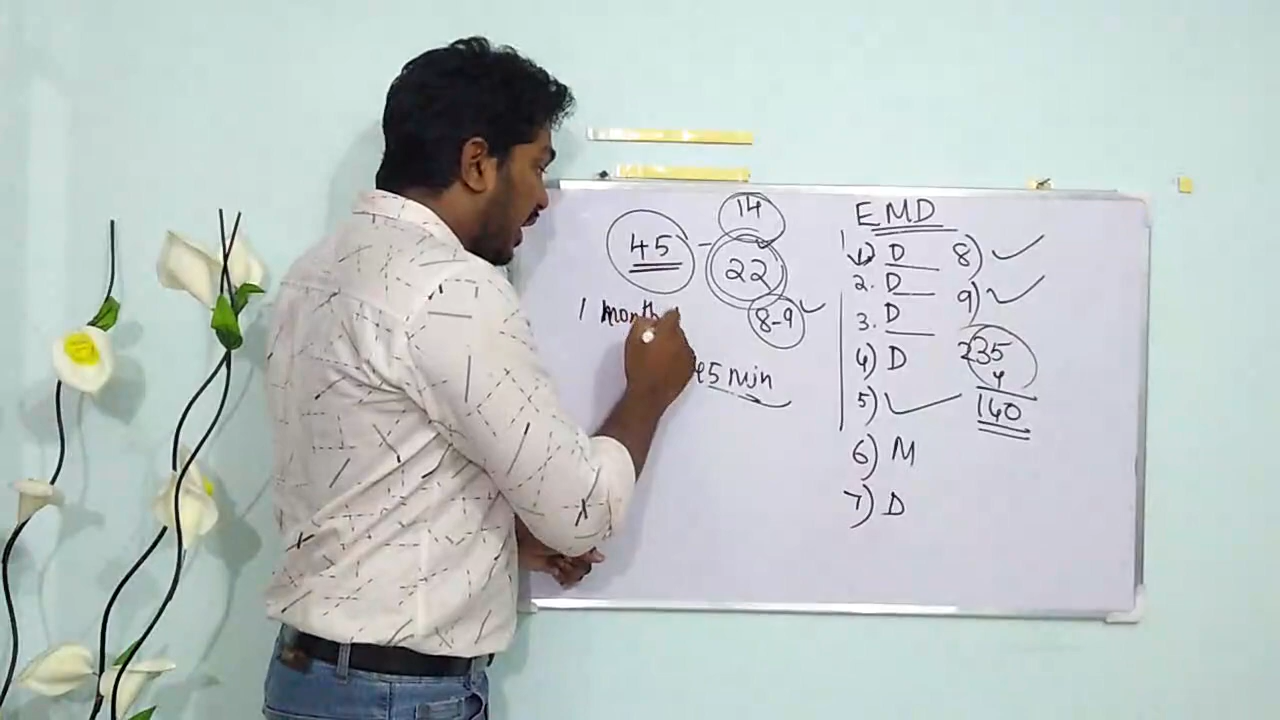 14
45 - 22
8-9
1 month
45 min
EMD
1) D
2. D
3. D
4) D
5)
6) M
7) D
8)
9)
235
4
140